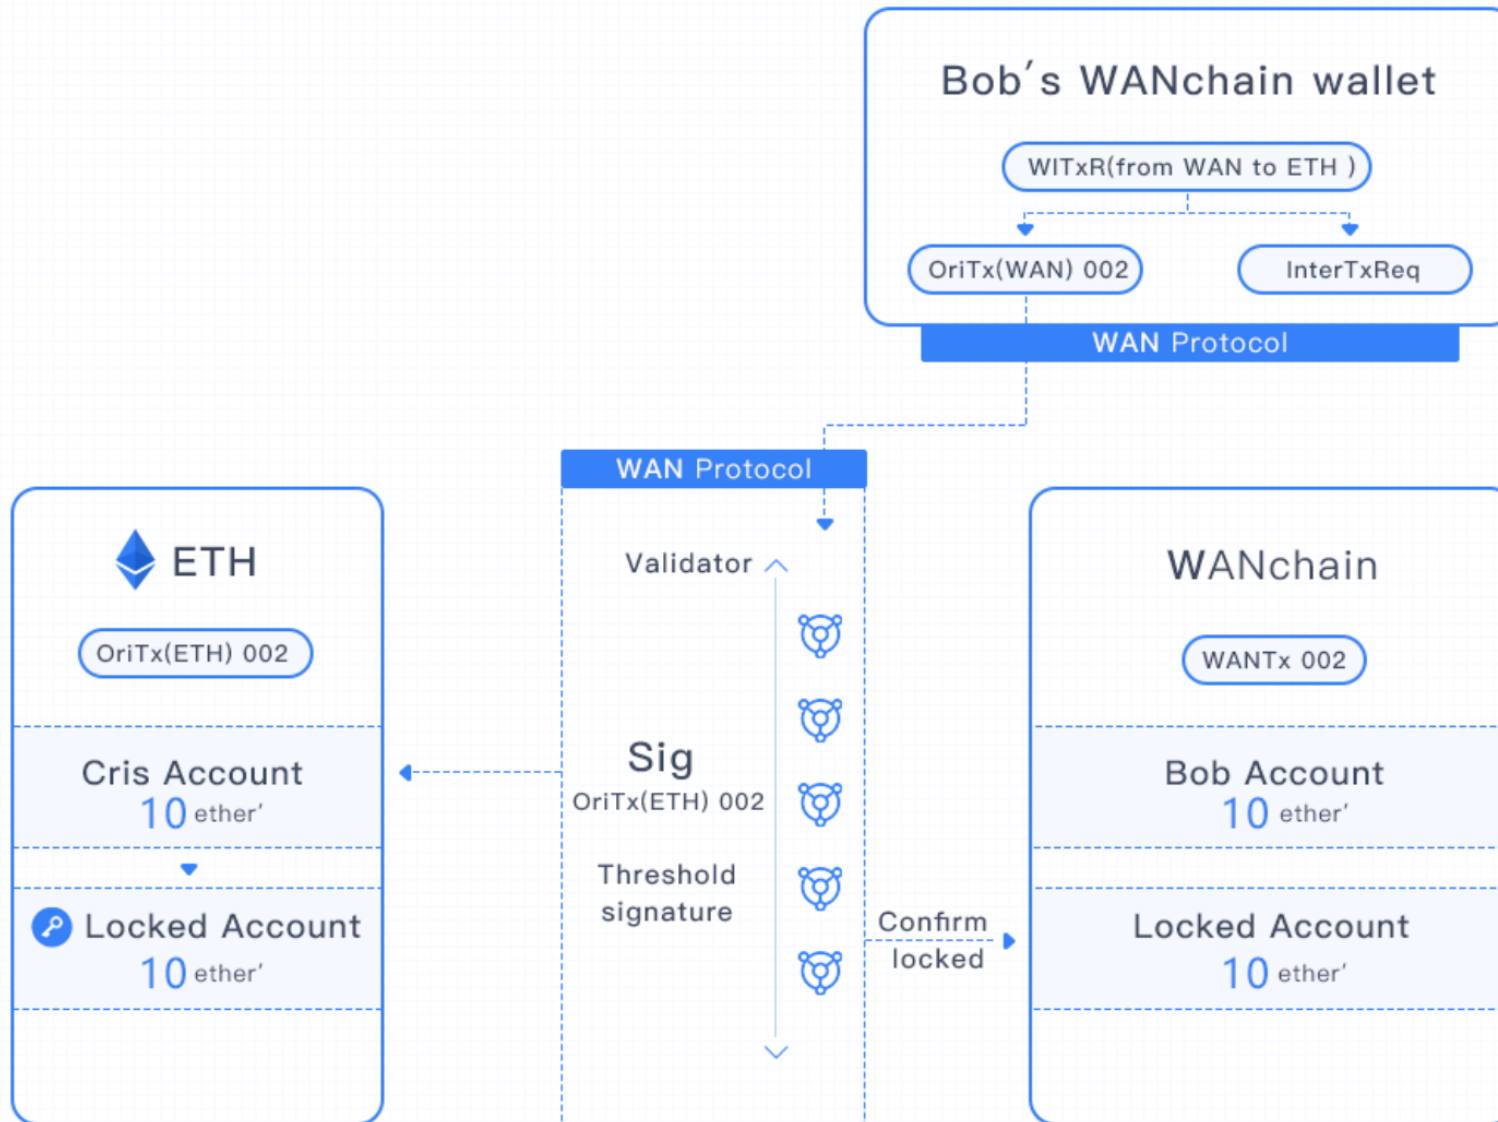 Bob′s WANchain wallet
WITxR(from WAN to ETH )
OriTx(WAN) 002
InterTxReq
WAN Protocol
WAN Protocol
ETH
OriTx(ETH) 002
Cris Account
10 ether′
Locked Account
10 ether′
Validator
Sig
OriTx(ETH) 002
Threshold
signature
Confirm
locked
WANchain
WANTx 002
Bob Account
10 ether′
Locked Account
10 ether′